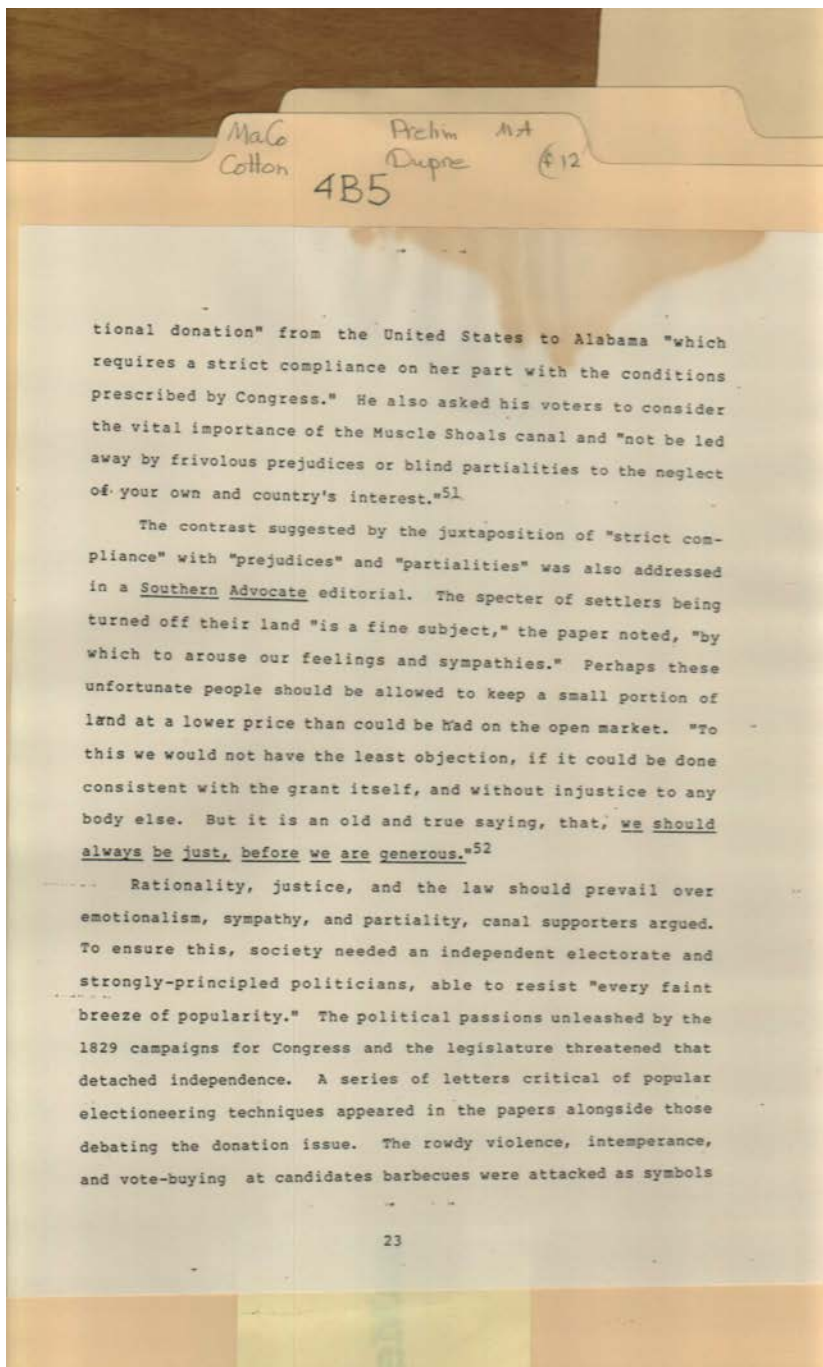 MaCo Prelim MA
Cotton Dupre 12
4B5
tional donation" from the United States to Alabama "which
requires a strict compliance on her part with the conditions
prescribed by Congress." He also asked his voters to consider
the vital importance of the Muscle Shoals canal and "not be led
away by frivolous prejudices or blind partialities to the neglect
of your own and country's interest."51
The contrast suggested by the juxtaposition of "strict com-
pliance" with "prejudices" and "partialities" was also addressed
in a Southern Advocate editorial. The specter of settlers being
turned off their land "is a fine subject," the paper noted, "by
which to arouse our feelings and sympathies." Perhaps these
unfortunate people should be allowed to keep a small portion of
land at a lower price than could be had on the open market. "To
this we would not have the least objection, if it could be done
consistent with the grant itself, and without injustice to any
body else. But it is an old and true saying, that, we should
always be just, before we are generous."52
Rationality, justice, and the law should prevail over
emotionalism, sympathy, and partiality, canal supporters argued.
To ensure this, society needed an independent electorate and
strongly-principled politicians, able to resist "every faint
breeze of popularity." The political passions unleashed by the
1829 campaigns for Congress and the legislature threatened that
detached independence. A series of letters critical of popular
electioneering techniques appeared in the papers alongside those
debating the donation issue. The rowdy violence, intemperance,
and vote-buying at candidates barbecues were attacked as symbols
23